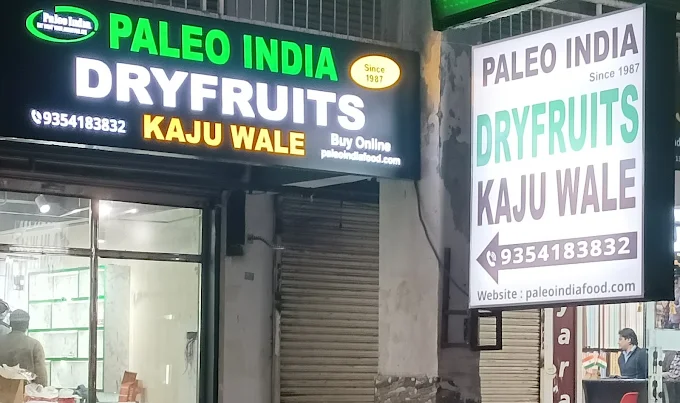 Paleo India
PALEO INDIA
Since
1987
DRYFRUITS
9354183832
KAJU WALE
Buy Online
paleoindiafood.com
PALEO INDIA
Since 1987
DRYFRUITS
KAJU WALE
9354183832
Website : paleoindiafood.com